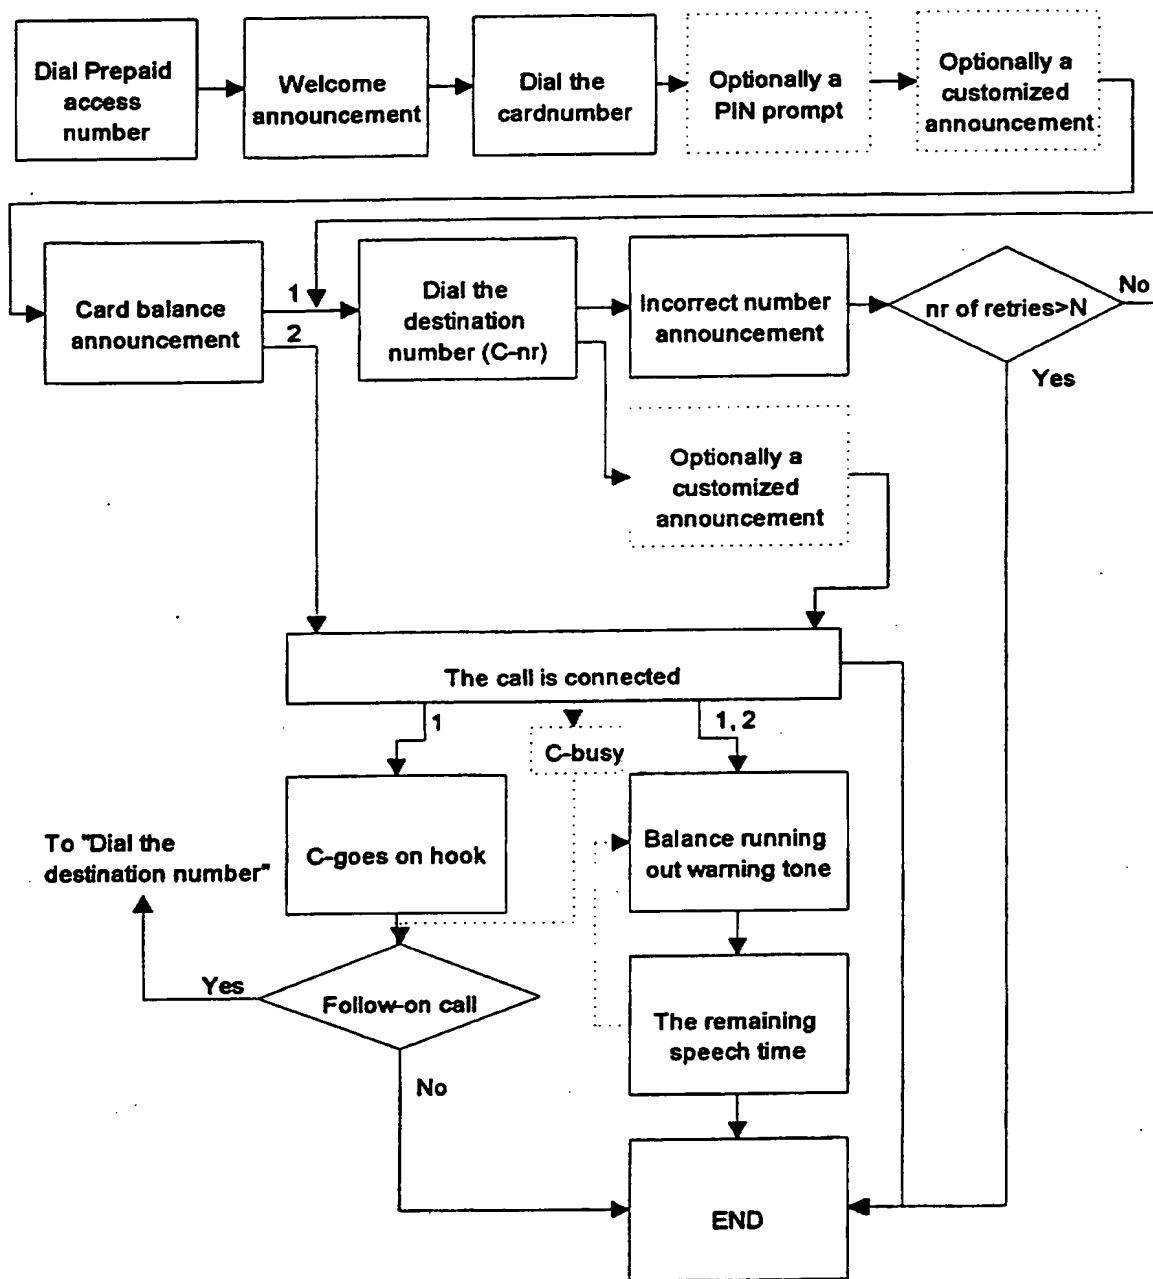 Dial Prepaid
access
number
Welcome
announcement
Dial the
cardnumber
Optionally a
PIN prompt
Optionally a
customized
announcement
Card balance
announcement
1
2
Dial the
destination
number (C-nr)
Incorrect number
announcement
nr of retries>N
No
Yes
Optionally a
customized
announcement
The call is connected
1
1, 2
C-busy
C-goes on hook
Balance running
out warning tone
To "Dial the
destination number"
Yes
Follow-on call
No
The remaining
speech time
END